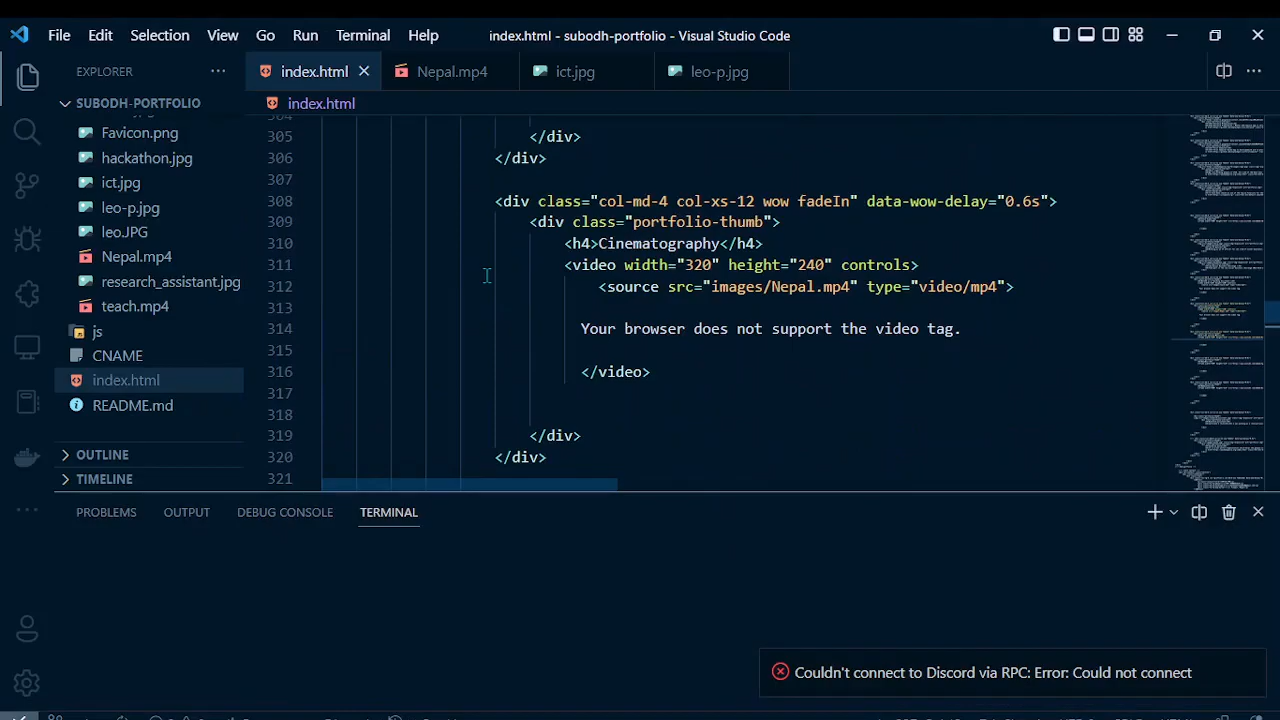 File Edit Selection View Go Run Terminal Help index.html - subodh-portfolio - Visual Studio Code
EXPLORER
index.html
Nepal.mp4
ict.jpg
leo-p.jpg
SUBODH-PORTFOLIO
index.html
Favicon.png
hackathon.jpg
ict.jpg
leo-p.jpg
leo.JPG
Nepal.mp4
research_assistant.jpg
teach.mp4
js
CNAME
index.html
README.md
OUTLINE
TIMELINE
305 </div>
306 </div>
307
308 <div class="col-md-4 col-xs-12 wow fadeIn" data-wow-delay="0.6s">
309 <div class="portfolio-thumb">
310 <h4>Cinematography</h4>
311 <video width="320" height="240" controls>
312 <source src="images/Nepal.mp4" type="video/mp4">
313
314 Your browser does not support the video tag.
315
316 </video>
317
318
319 </div>
320 </div>
321
PROBLEMS OUTPUT DEBUG CONSOLE TERMINAL
Couldn't connect to Discord via RPC: Error: Could not connect